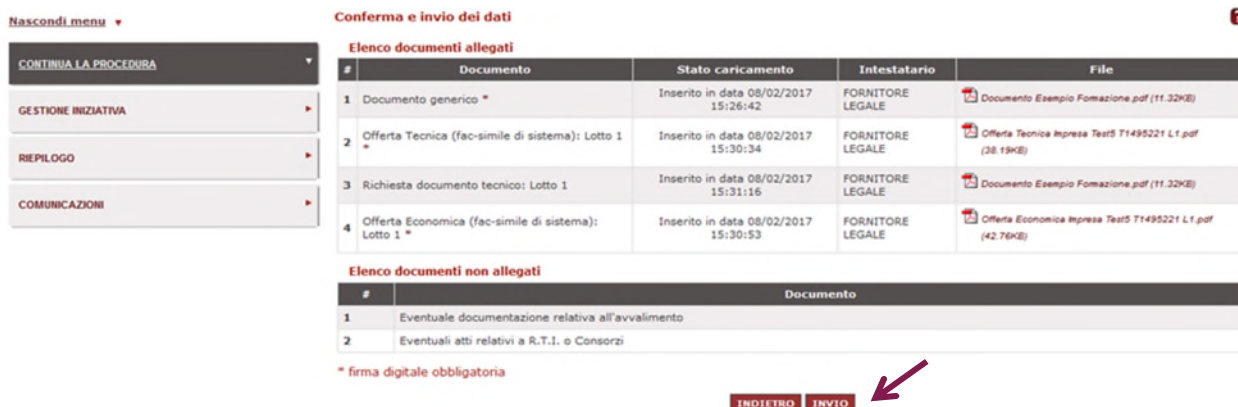 Nascondi menu
CONTINUA LA PROCEDURA
GESTIONE INIZIATIVA
RIEPILOGO
COMUNICAZIONI
Conferma e invio dei dati
Elenco documenti allegati
# Documento Stato caricamento Intestatario File
1 Documento generico * Inserito in data 08/02/2017 15:26:42 FORNITORE LEGALE Documento Esempio Formazione.pdf (11.32KB)
2 Offerta Tecnica (fac-simile di sistema): Lotto 1 * Inserito in data 08/02/2017 15:30:34 FORNITORE LEGALE Offerta Tecnica Impresa Test5 T1495221 L1.pdf (38.19KB)
3 Richiesta documento tecnico: Lotto 1 Inserito in data 08/02/2017 15:31:16 FORNITORE LEGALE Documento Esempio Formazione.pdf (11.32KB)
4 Offerta Economica (fac-simile di sistema): Lotto 1 * Inserito in data 08/02/2017 15:30:53 FORNITORE LEGALE Offerta Economica Impresa Test5 T1495221 L1.pdf (42.76KB)
Elenco documenti non allegati
# Documento
1 Eventuale documentazione relativa all'avvalimento
2 Eventuali atti relativi a R.T.I. o Consorzi
* firma digitale obbligatoria
INDIETRO INVIO